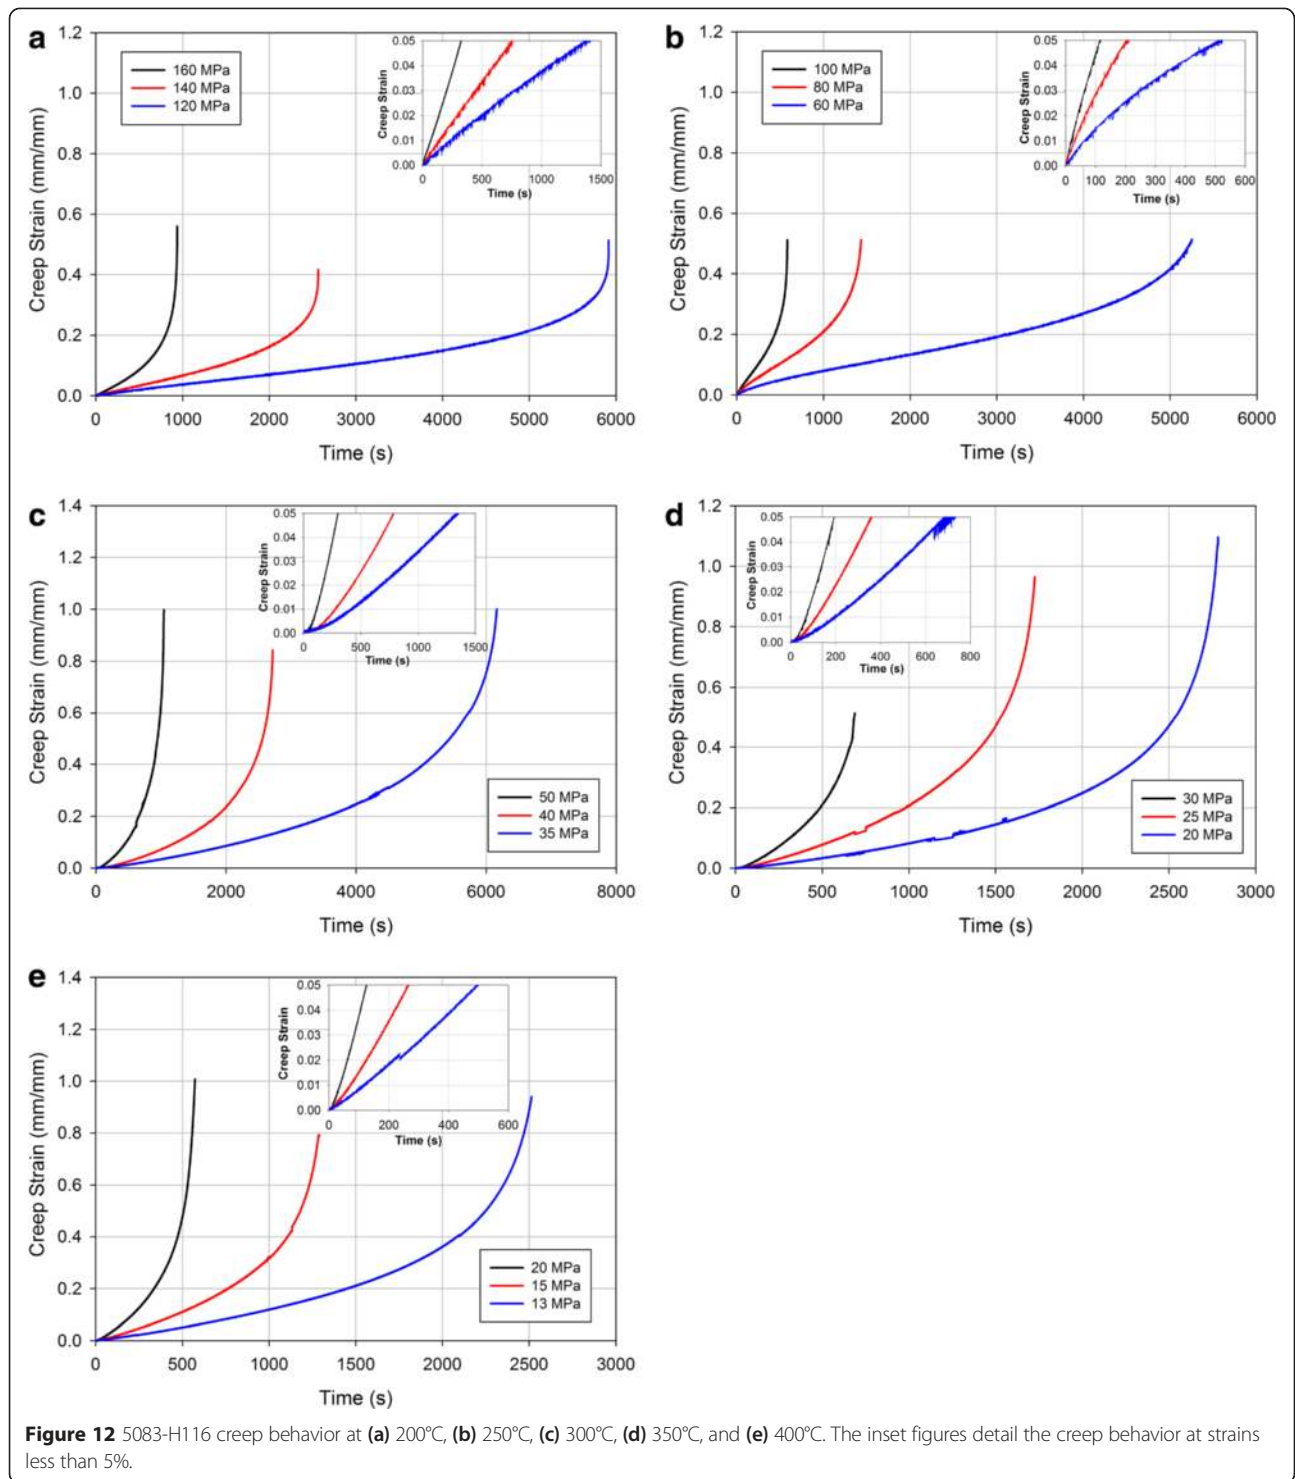 a
1.2
1.0
0.8
0.6
0.4
0.2
0.0
Creep Strain (mm/mm)
160 MPa
140 MPa
120 MPa
0.05
0.04
0.03
0.02
0.01
0.00
Creep Strain
0 500 1000 1500
Time (s)
0 1000 2000 3000 4000 5000 6000
Time (s)
b
1.2
1.0
0.8
0.6
0.4
0.2
0.0
Creep Strain (mm/mm)
100 MPa
80 MPa
60 MPa
0.05
0.04
0.03
0.02
0.01
0.00
Creep Strain
0 100 200 300 400 500 600
Time (s)
0 1000 2000 3000 4000 5000 6000
Time (s)
c
1.4
1.2
1.0
0.8
0.6
0.4
0.2
0.0
Creep Strain (mm/mm)
0.05
0.04
0.03
0.02
0.01
0.00
Creep Strain
0 500 1000 1500
Time (s)
50 MPa
40 MPa
35 MPa
0 2000 4000 6000 8000
Time (s)
d
1.2
1.0
0.8
0.6
0.4
0.2
0.0
Creep Strain (mm/mm)
0.05
0.04
0.03
0.02
0.01
0.00
Creep Strain
0 200 400 600 800
Time (s)
30 MPa
25 MPa
20 MPa
0 500 1000 1500 2000 2500 3000
Time (s)
e
1.4
1.2
1.0
0.8
0.6
0.4
0.2
0.0
Creep Strain (mm/mm)
0.05
0.04
0.03
0.02
0.01
0.00
Creep Strain
0 200 400 600
Time (s)
20 MPa
15 MPa
13 MPa
0 500 1000 1500 2000 2500 3000
Time (s)
Figure 12 5083-H116 creep behavior at (a) 200°C, (b) 250°C, (c) 300°C, (d) 350°C, and (e) 400°C. The inset figures detail the creep behavior at strains
less than 5%.